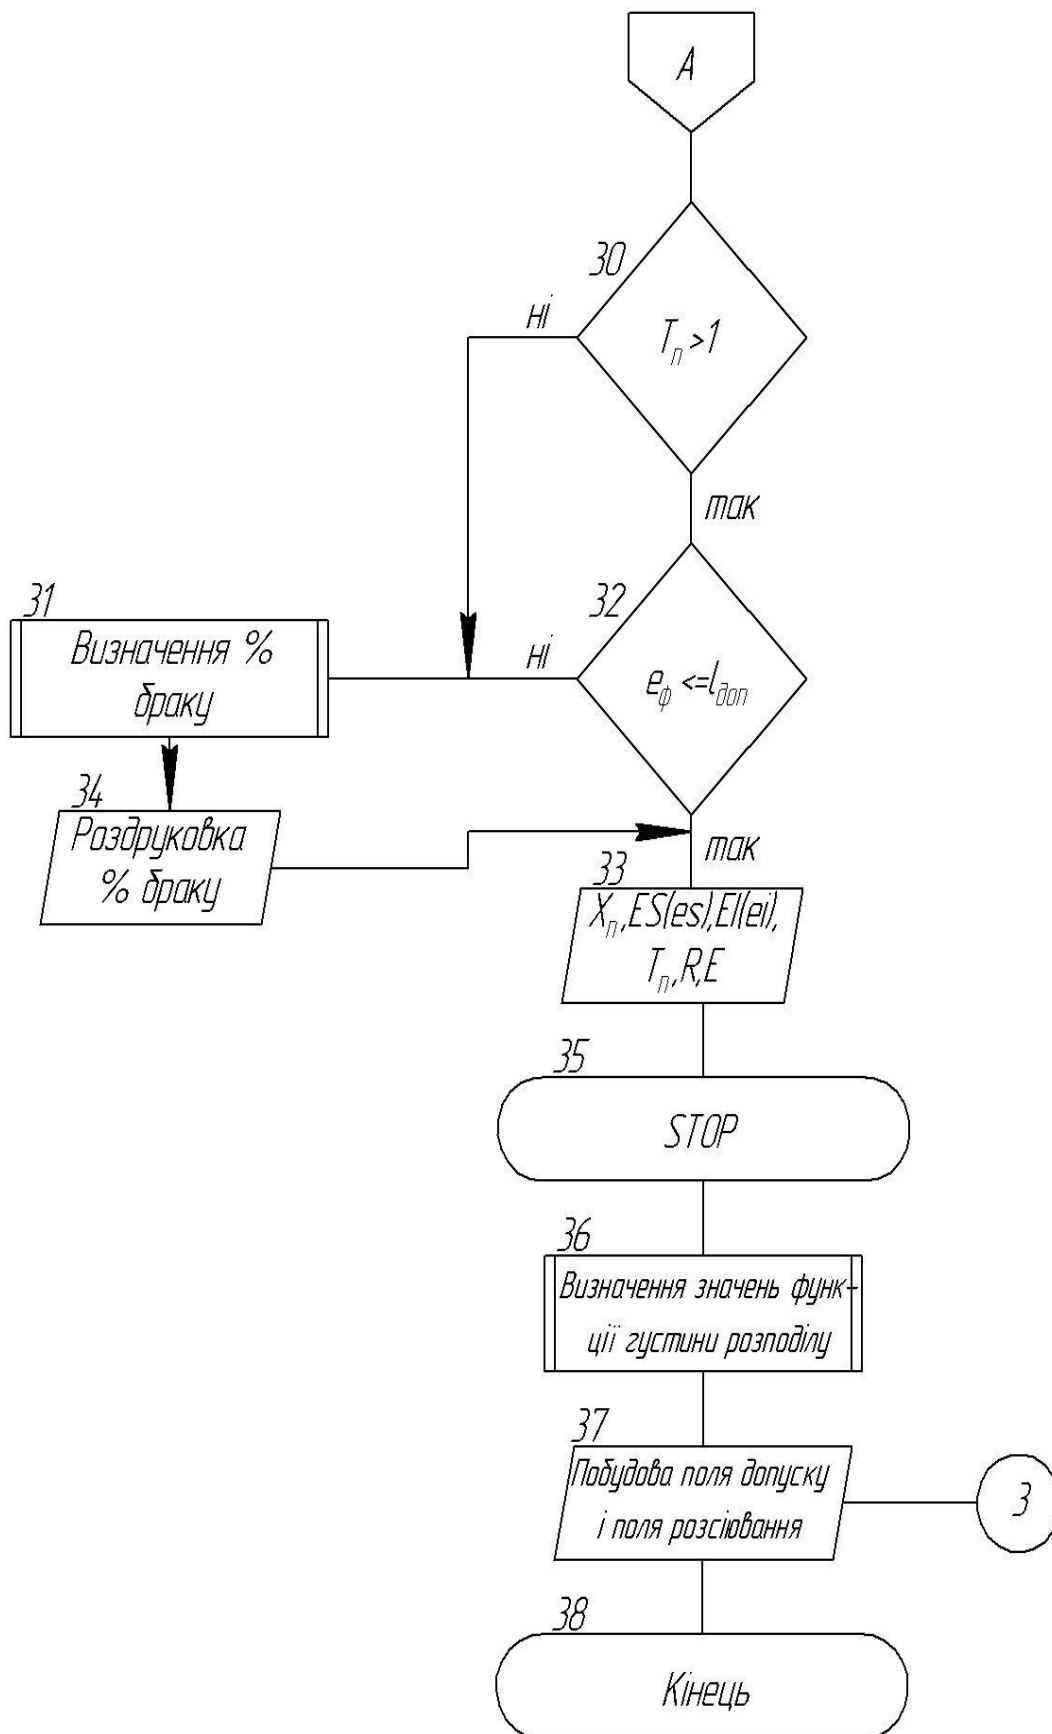 A
30
ні
Tп >1
так
32
31
Визначення %
браку
ні
eф <=lдоп
34
Роздруковка
% браку
так
33
Xп,ES(es),EI(ei),
Tп,R,E
35
STOP
36
Визначення значень функ-
ції густини розподілу
37
Побудова поля допуску
і поля розсіювання
3
38
Кінець